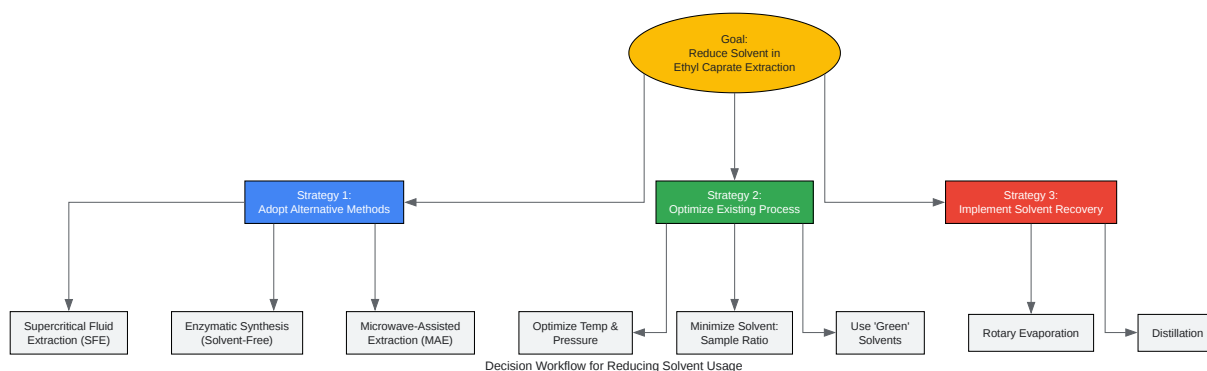 Goal:
Reduce Solvent in
Ethyl Caprate Extraction
Strategy 1:
Adopt Alternative Methods
Strategy 2:
Optimize Existing Process
Strategy 3:
Implement Solvent Recovery
Supercritical Fluid
Extraction (SFE)
Enzymatic Synthesis
(Solvent-Free)
Microwave-Assisted
Extraction (MAE)
Optimize Temp &
Pressure
Minimize Solvent:
Sample Ratio
Use 'Green'
Solvents
Rotary Evaporation
Distillation
Decision Workflow for Reducing Solvent Usage